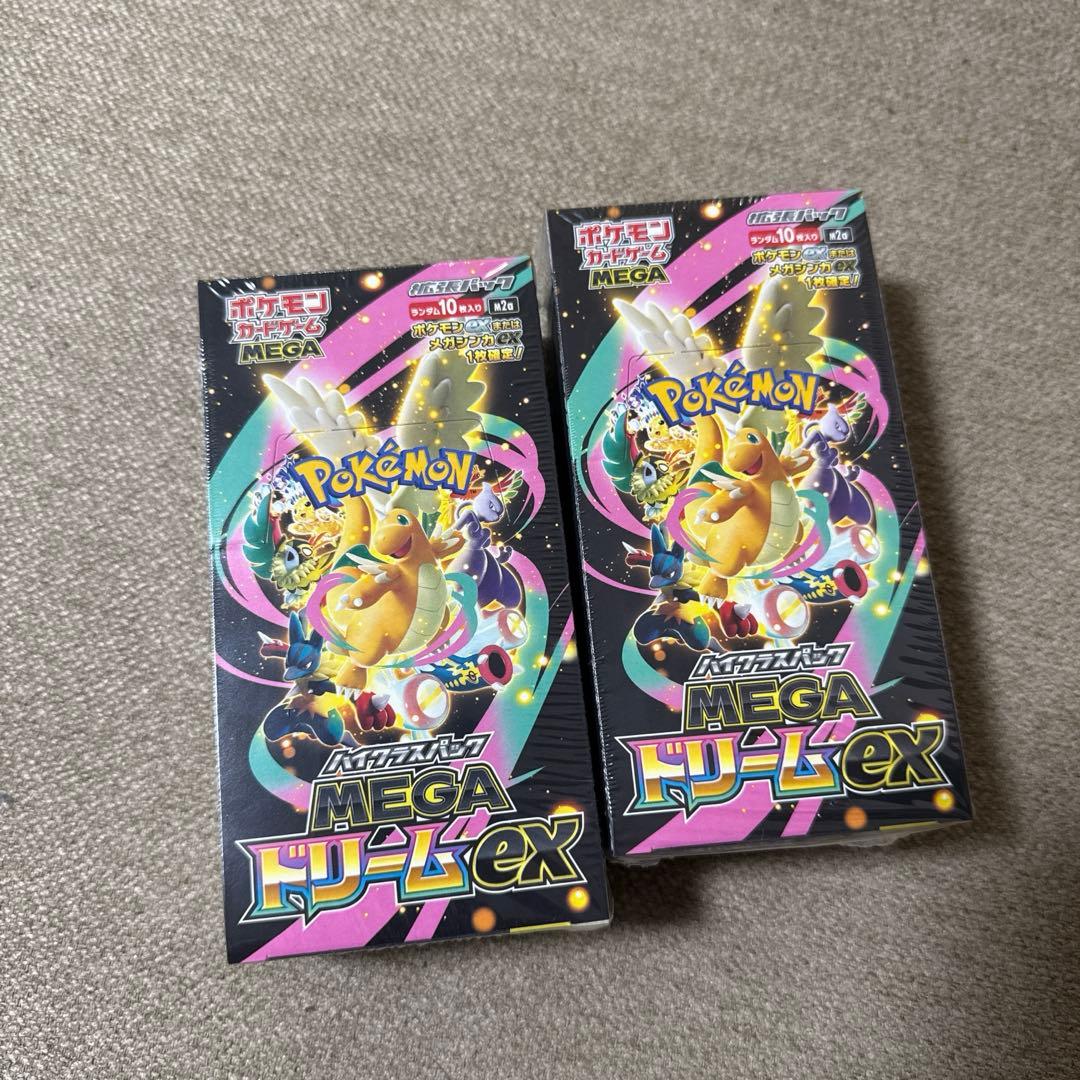 ポケモン
カードゲーム
MEGA
拡張パック
ランダム10枚入り
M2a
ポケモンexまたは
メガシンカex
1枚確定!
POKéMON
ハイクラスパック
MEGA
ドリームex
ポケモン
カードゲーム
MEGA
拡張パック
ランダム10枚入り
M2a
ポケモンexまたは
メガシンカex
1枚確定!
POKéMON
ハイクラスパック
MEGA
ドリームex